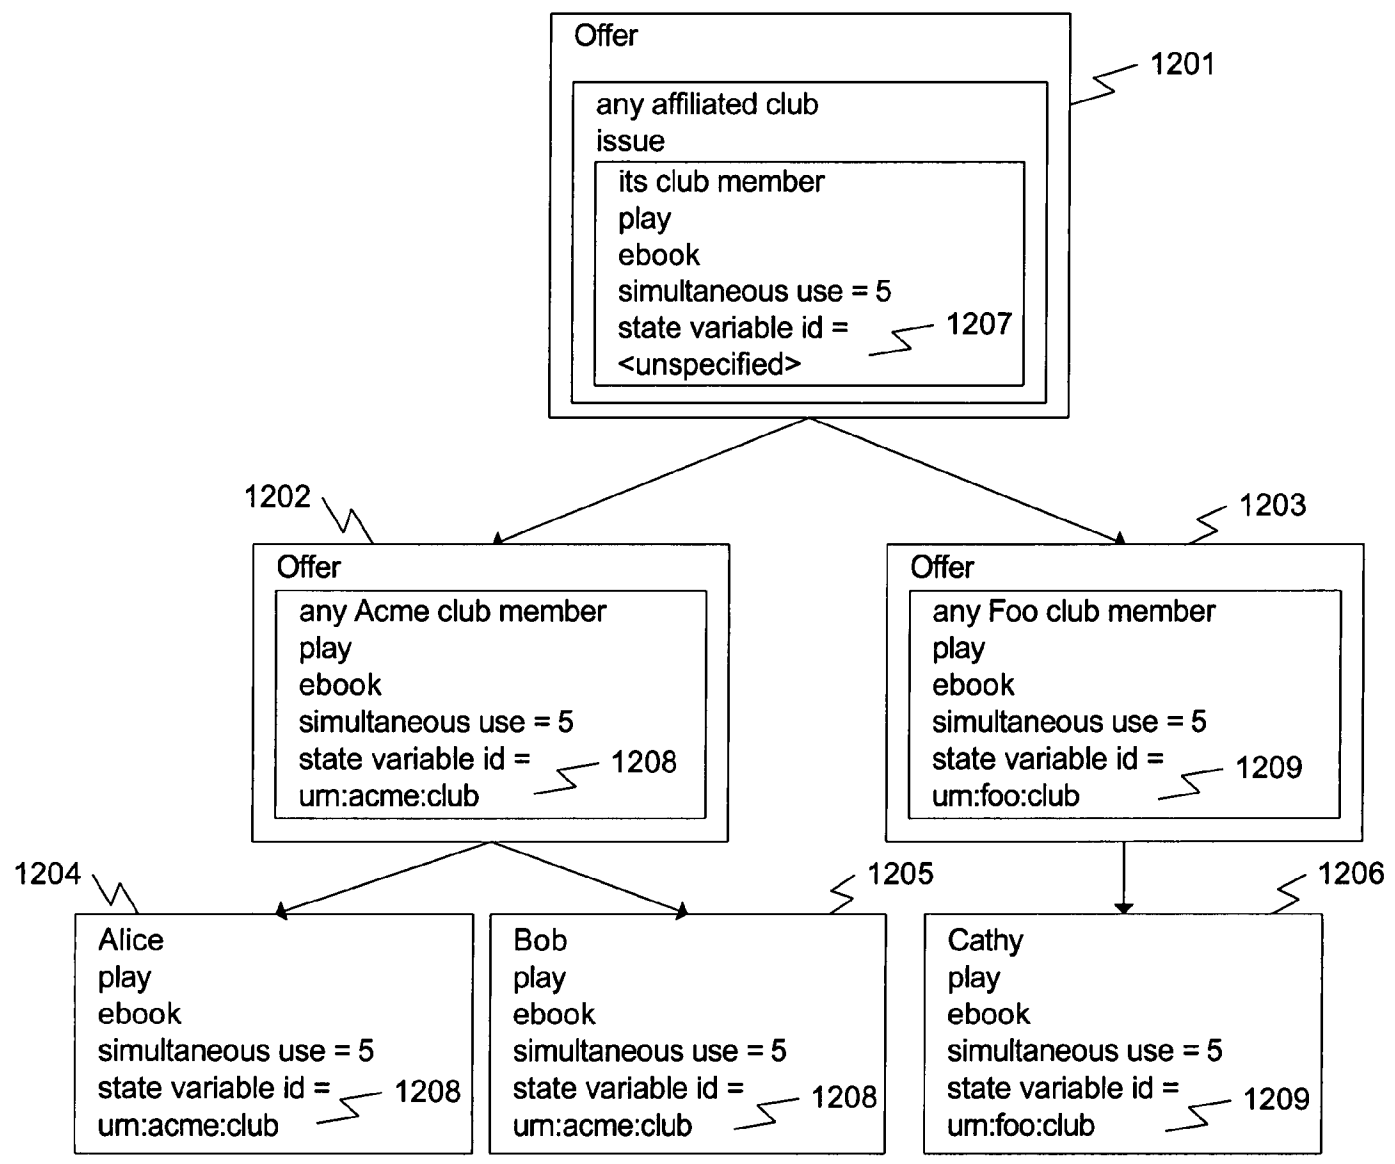 Offer
1201
any affiliated club
issue
its club member
play
ebook
simultaneous use = 5
state variable id =
1207
<unspecified>
1202
1203
Offer
any Acme club member
play
ebook
simultaneous use = 5
state variable id =
1208
urn:acme:club
Offer
any Foo club member
play
ebook
simultaneous use = 5
state variable id =
1209
urn:foo:club
1204
1205
1206
Alice
play
ebook
simultaneous use = 5
state variable id =
1208
urn:acme:club
Bob
play
ebook
simultaneous use = 5
state variable id =
1208
urn:acme:club
Cathy
play
ebook
simultaneous use = 5
state variable id =
1209
urn:foo:club